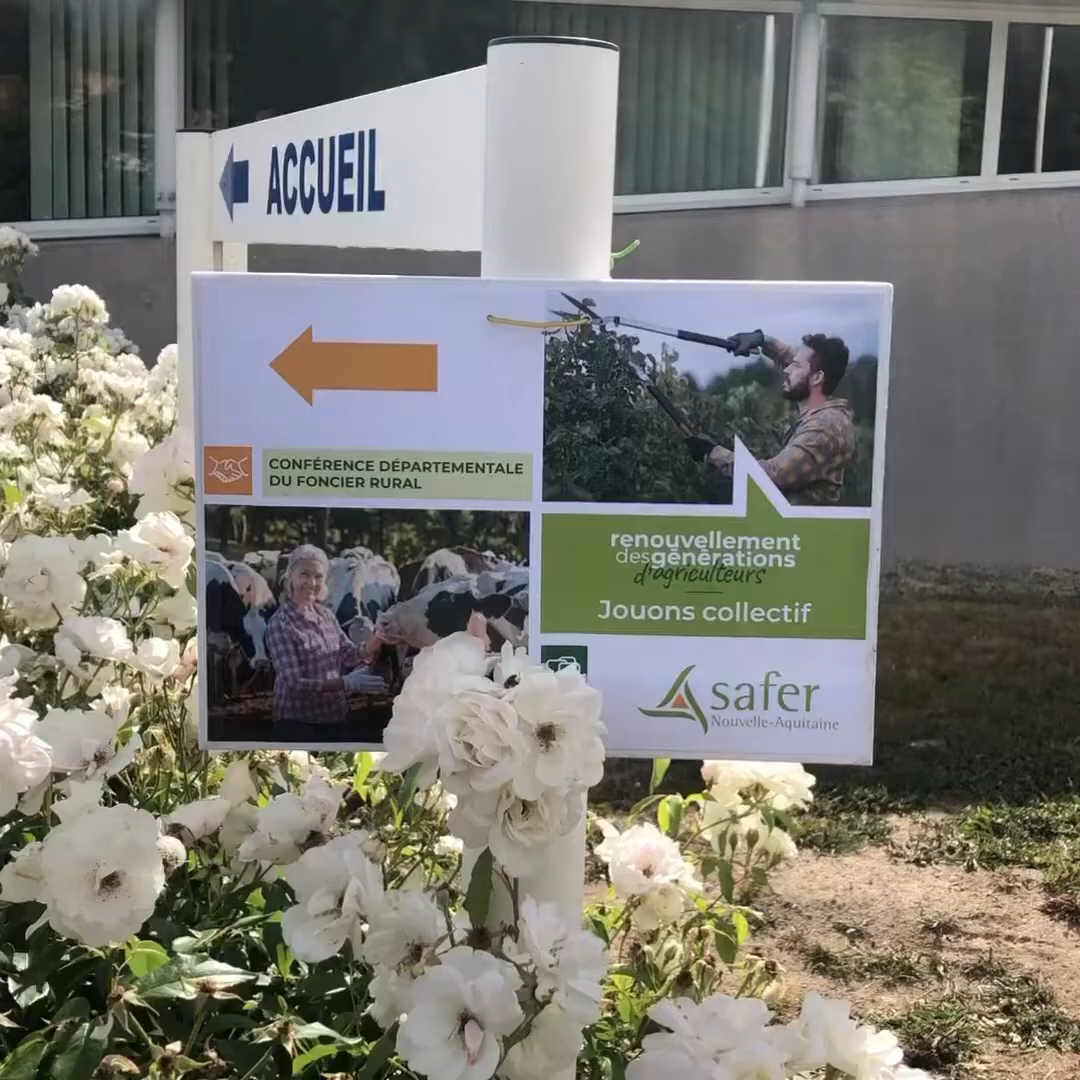 ACCUEIL
CONFÉRENCE DÉPARTEMENTALE
DU FONCIER RURAL
renouvellement
des générations
d'agriculteurs
Jouons collectif
safer
Nouvelle-Aquitaine